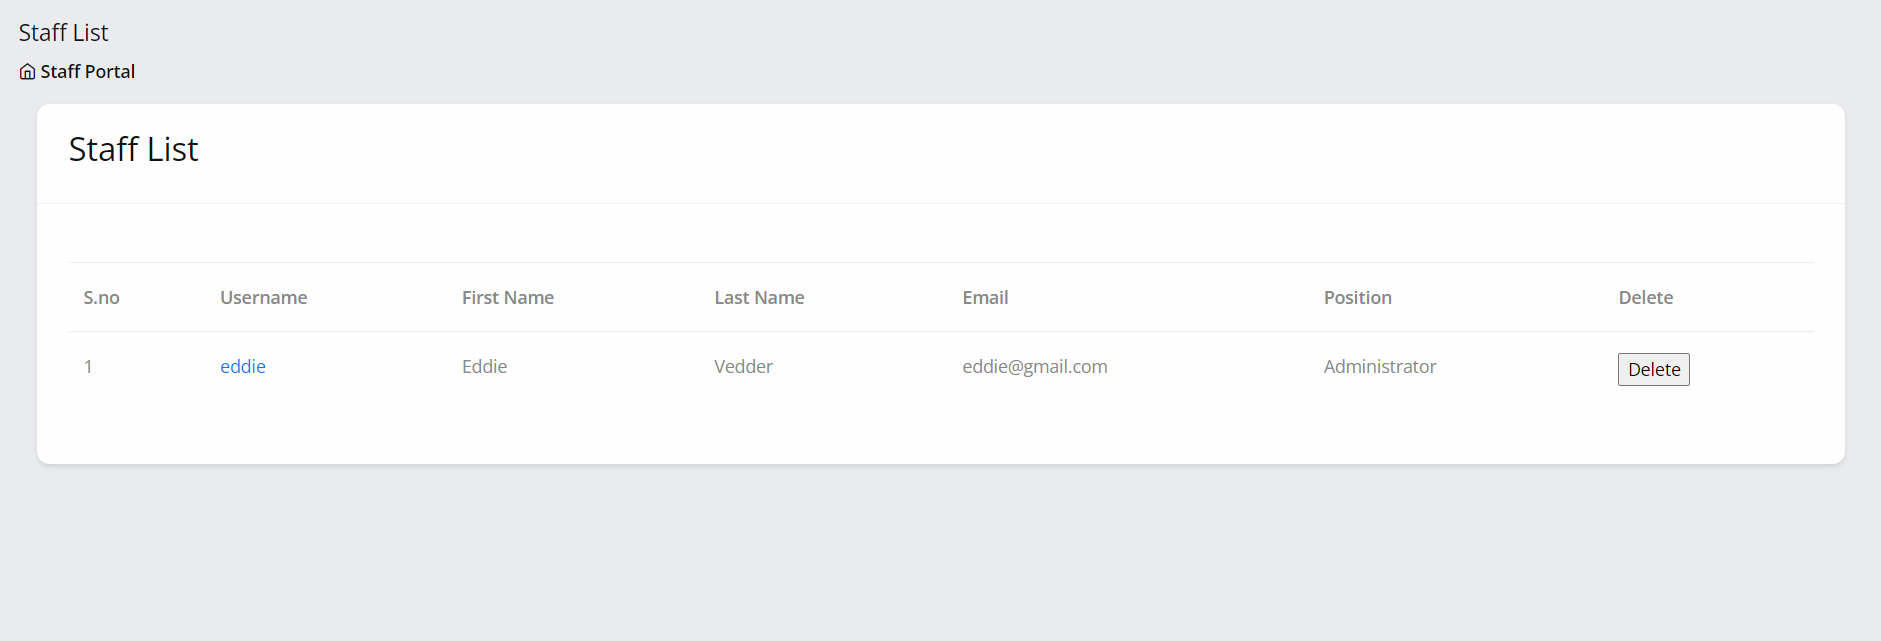 Staff List
Staff Portal
Staff List
S.no Username First Name Last Name Email Position Delete
1 eddie Eddie Vedder eddie@gmail.com Administrator Delete